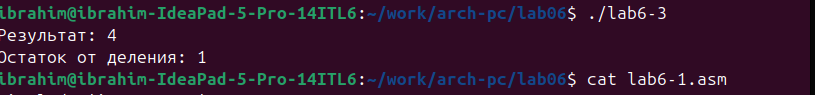 ibrahim@ibrahim-IdeaPad-5-Pro-14ITL6:~/work/arch-pc/lab06$ ./lab6-3
Результат: 4
Остаток от деления: 1
ibrahim@ibrahim-IdeaPad-5-Pro-14ITL6:~/work/arch-pc/lab06$ cat lab6-1.asm